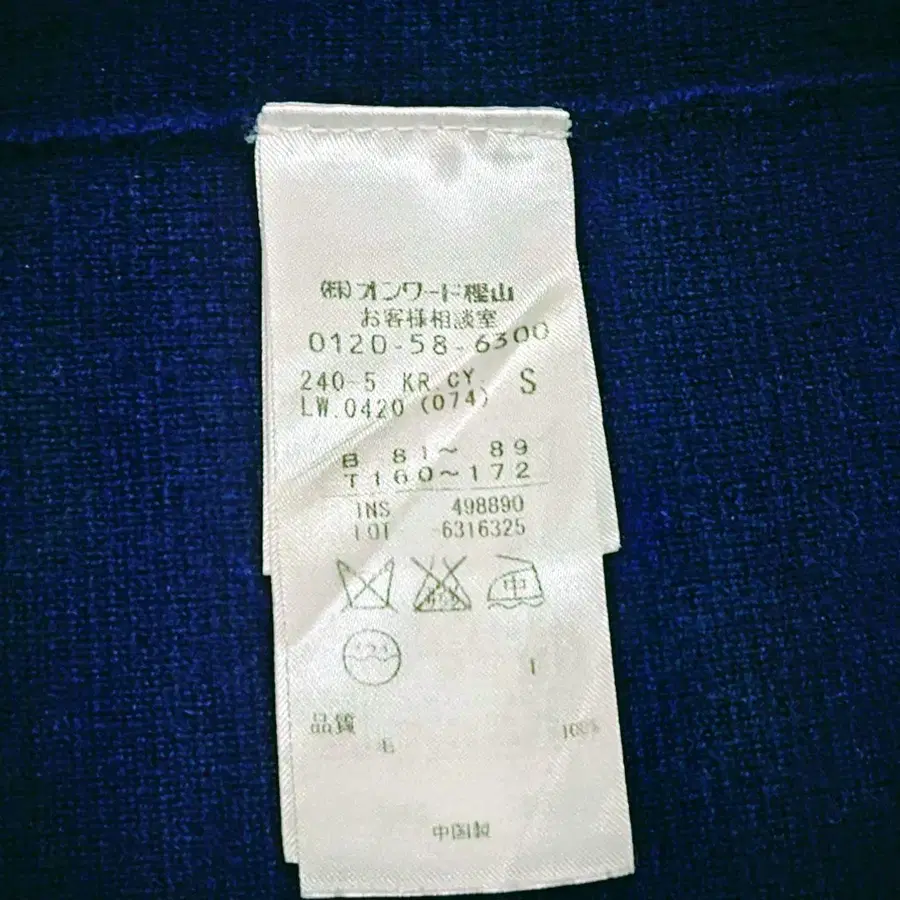 ㈱オンワード樫山
お客様相談室
0120-58-6300
240-5 KR.CY. S
LW.0420 (074)
B 81〜 89
T160〜172
INS 498890
LOT -6316325
中
品質
毛 100%
中国製